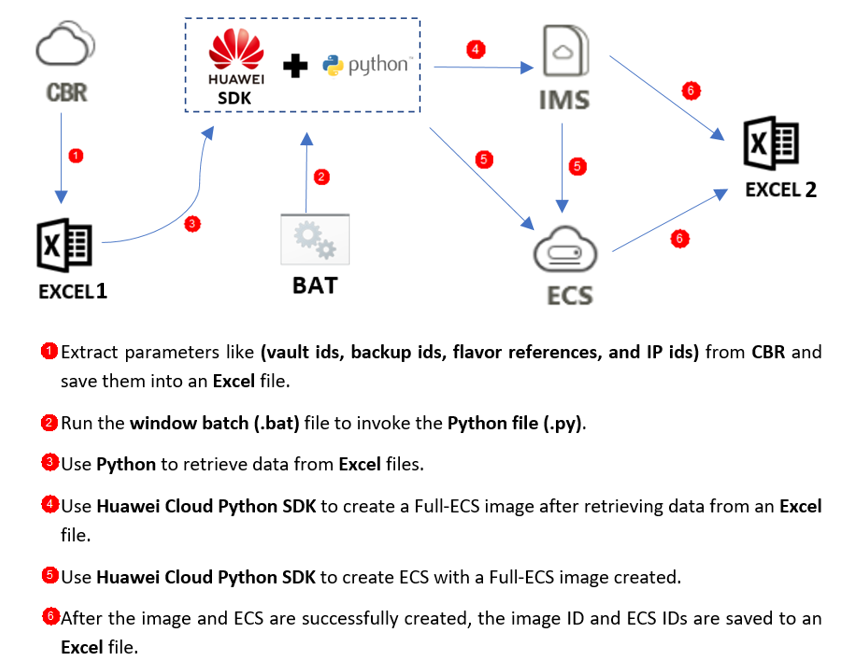 CBR
HUAWEI
SDK
python™
4
IMS
6
1
5
5
EXCEL 2
2
3
6
EXCEL1
BAT
ECS
1 Extract parameters like (vault ids, backup ids, flavor references, and IP ids) from CBR and
save them into an Excel file.
2 Run the window batch (.bat) file to invoke the Python file (.py).
3 Use Python to retrieve data from Excel files.
4 Use Huawei Cloud Python SDK to create a Full-ECS image after retrieving data from an Excel
file.
5 Use Huawei Cloud Python SDK to create ECS with a Full-ECS image created.
6 After the image and ECS are successfully created, the image ID and ECS IDs are saved to an
Excel file.